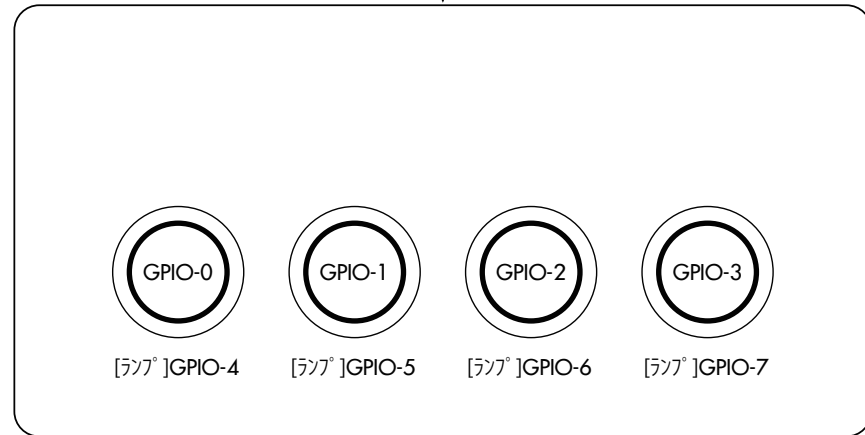 GPIO-0 GPIO-1 GPIO-2 GPIO-3
[ﾗﾝﾌﾟ]GPIO-4 [ﾗﾝﾌﾟ]GPIO-5 [ﾗﾝﾌﾟ]GPIO-6 [ﾗﾝﾌﾟ]GPIO-7